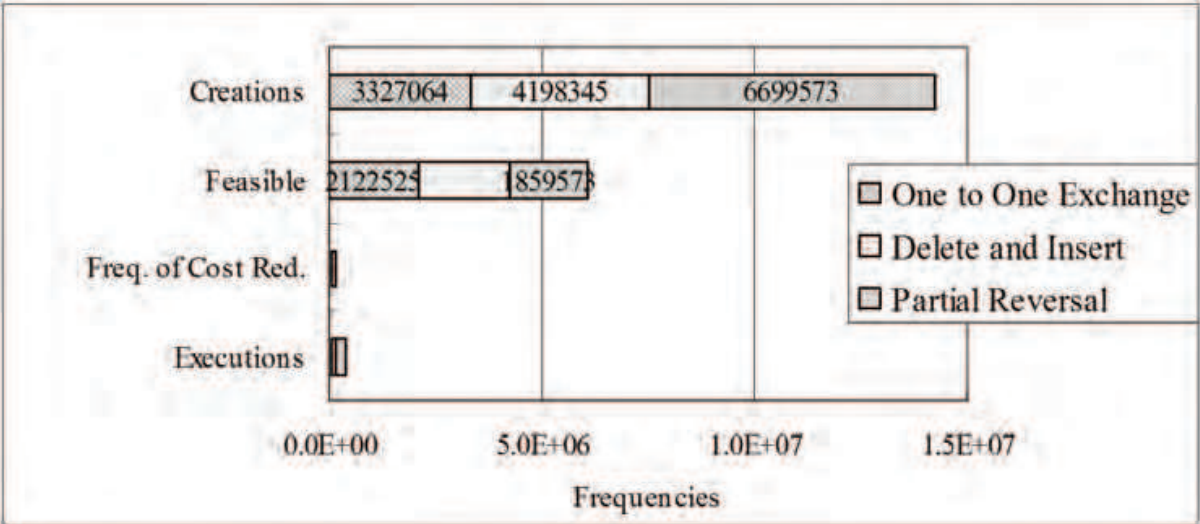 Creations 3327064 4198345 6699573
Feasible 2122525 1859573
Freq. of Cost Red.
Executions
One to One Exchange
Delete and Insert
Partial Reversal
0.0E+00 5.0E+06 1.0E+07 1.5E+07
Frequencies